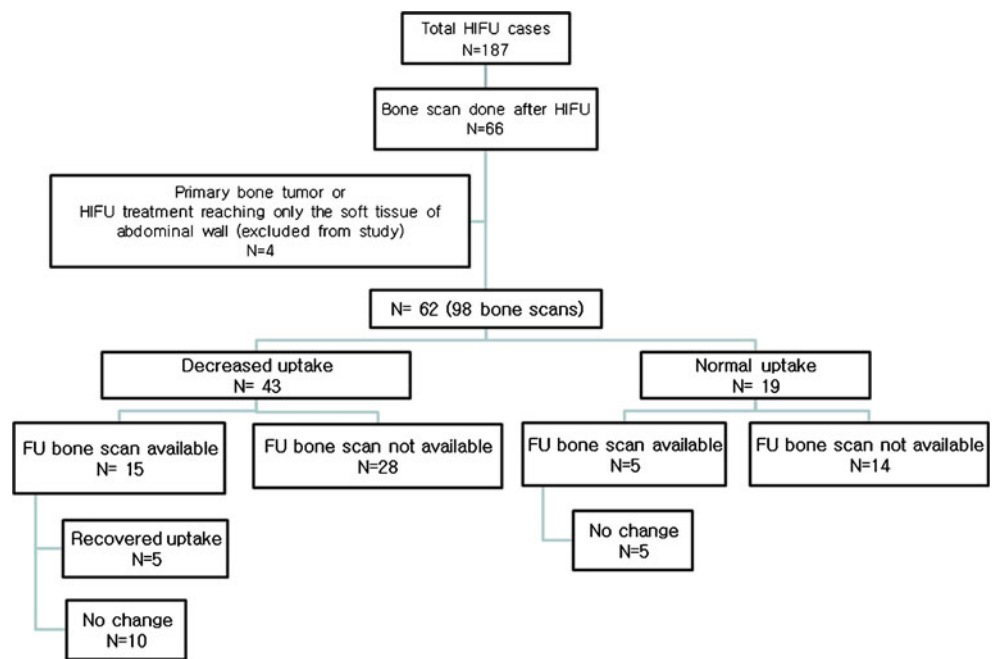 Total HIFU cases
N=187
Bone scan done after HIFU
N=66
Primary bone tumor or
HIFU treatment reaching only the soft tissue of
abdominal wall (excluded from study)
N=4
N= 62 (98 bone scans)
Decreased uptake
N= 43
Normal uptake
N= 19
FU bone scan available
N= 15
FU bone scan not available
N=28
FU bone scan available
N=5
FU bone scan not available
N=14
Recovered uptake
N=5
No change
N=5
No change
N=10